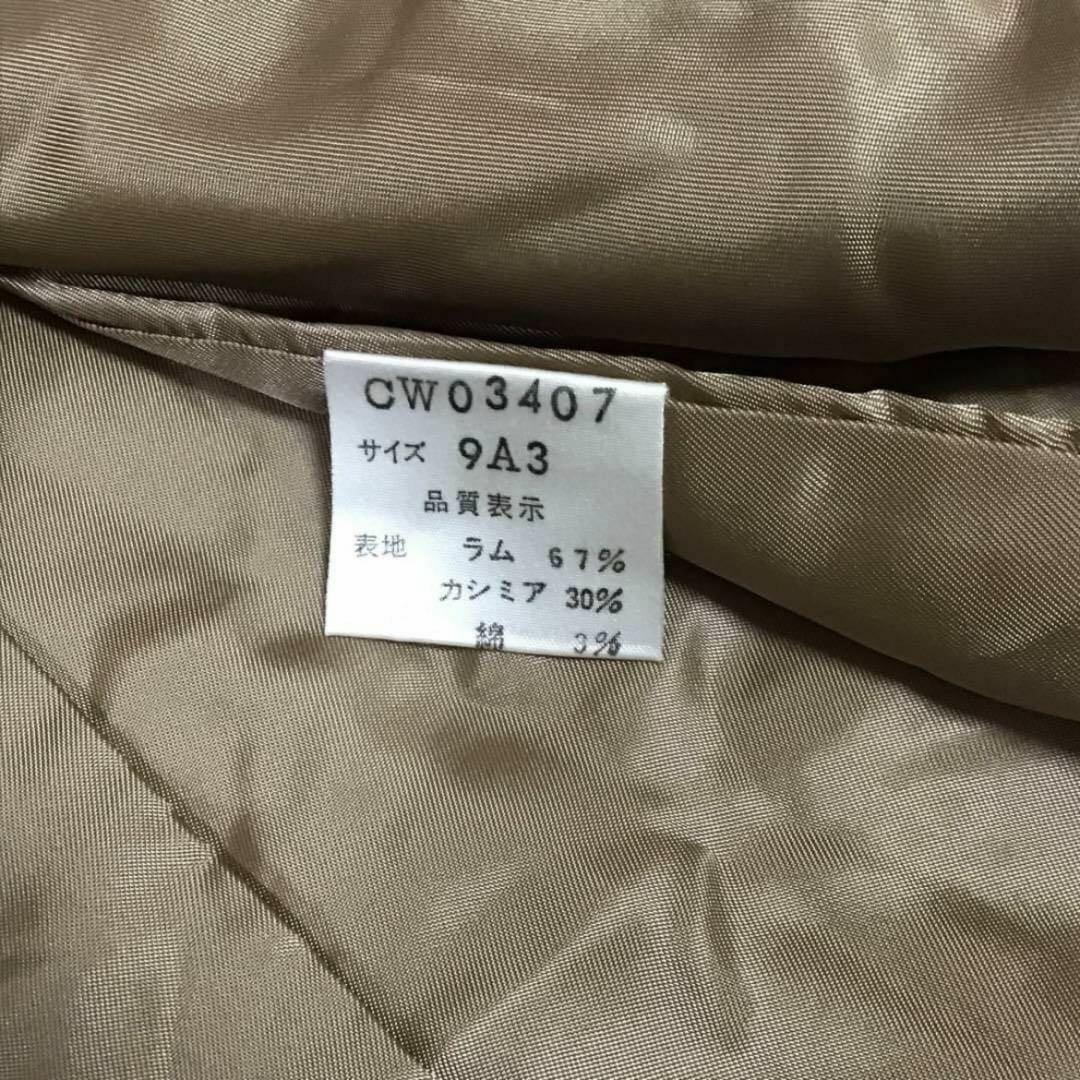 CW03407
サイズ 9A3
品質表示
表地 ラム 67%
カシミア 30%
綿 3%